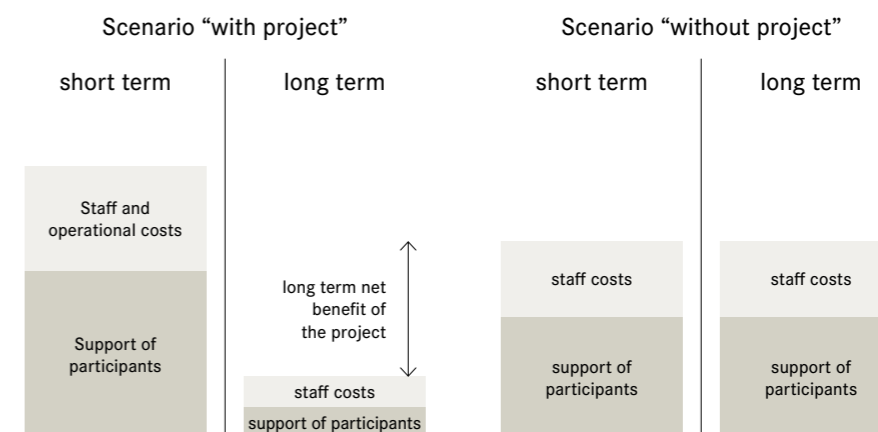 Scenario “with project”
short term
long term
Staff and
operational costs
Support of
participants
long term net
benefit of
the project
staff costs
support of participants
Scenario “without project”
short term
long term
staff costs
support of
participants
staff costs
support of
participants